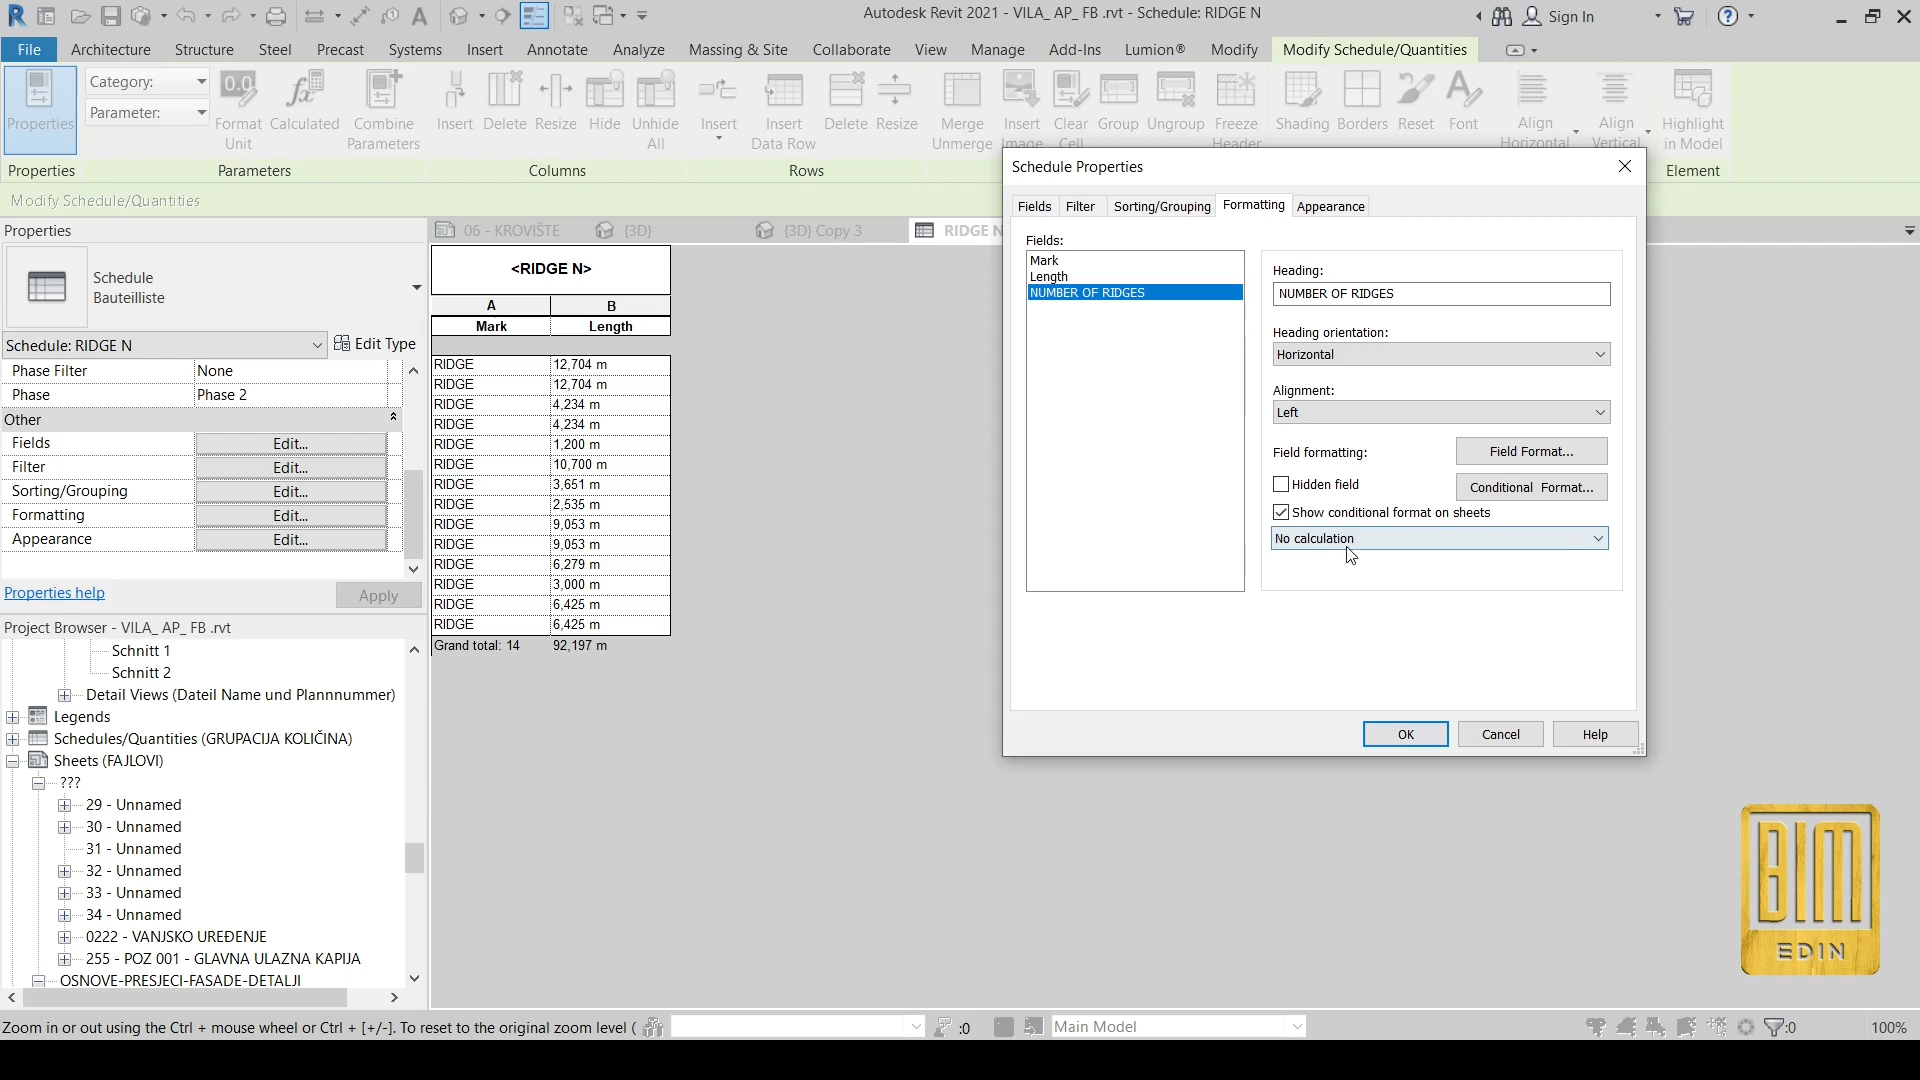 Autodesk Revit 2021 - VILA_ AP_ FB .rvt - Schedule: RIDGE N
Sign In
File Architecture Structure Steel Precast Systems Insert Annotate Analyze Massing & Site Collaborate View Manage Add-Ins Lumion® Modify Modify Schedule/Quantities
Category:
Parameter:
Properties Format Unit Calculated Combine Parameters Insert Delete Resize Hide Unhide All Insert Insert Data Row Delete Resize Merge Unmerge Insert Image Clear Cell Group Ungroup Freeze Header Shading Borders Reset Font Align Horizontal Align Vertical Highlight in Model
Properties Parameters Columns Rows Element
Modify Schedule/Quantities
Properties
Schedule
Bauteilliste
Schedule: RIDGE N Edit Type
Phase Filter None
Phase Phase 2
Other
Fields Edit...
Filter Edit...
Sorting/Grouping Edit...
Formatting Edit...
Appearance Edit...
Properties help Apply
Project Browser - VILA_ AP_ FB .rvt
Schnitt 1
Schnitt 2
Detail Views (Dateil Name und Plannnummer)
Legends
Schedules/Quantities (GRUPACIJA KOLIČINA)
Sheets (FAJLOVI)
???
29 - Unnamed
30 - Unnamed
31 - Unnamed
32 - Unnamed
33 - Unnamed
34 - Unnamed
0222 - VANJSKO UREĐENJE
255 - POZ 001 - GLAVNA ULAZNA KAPIJA
OSNOVE-PRESJECI-FASADE-DETALJI
06 - KROVIŠTE {3D} {3D} Copy 3 RIDGE N
<RIDGE N>
A B
Mark Length
RIDGE 12,704 m
RIDGE 12,704 m
RIDGE 4,234 m
RIDGE 4,234 m
RIDGE 1,200 m
RIDGE 10,700 m
RIDGE 3,651 m
RIDGE 2,535 m
RIDGE 9,053 m
RIDGE 9,053 m
RIDGE 6,279 m
RIDGE 3,000 m
RIDGE 6,425 m
RIDGE 6,425 m
Grand total: 14 92,197 m
Schedule Properties
Fields Filter Sorting/Grouping Formatting Appearance
Fields:
Mark
Length
NUMBER OF RIDGES
Heading:
NUMBER OF RIDGES
Heading orientation:
Horizontal
Alignment:
Left
Field formatting: Field Format...
Hidden field Conditional Format...
Show conditional format on sheets
No calculation
OK Cancel Help
BIM
EDIN
Zoom in or out using the Ctrl + mouse wheel or Ctrl + [+/-]. To reset to the original zoom level (
:0 Main Model :0 100%